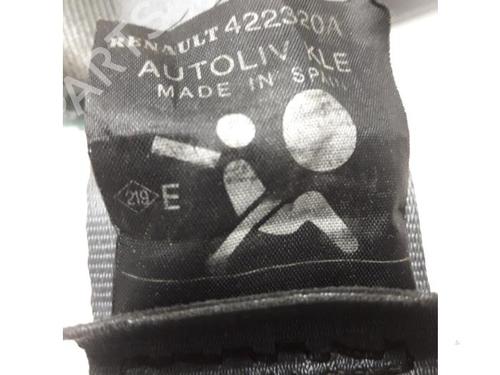 RENAULT 422320A
AUTOLIV KLE
MADE IN SPAIN
219 E